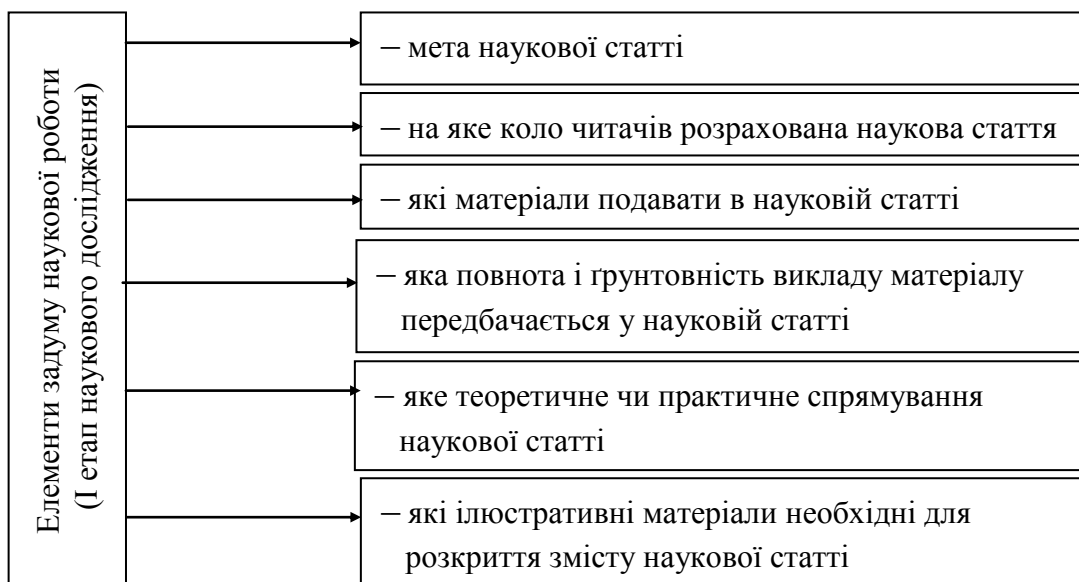 Елементи задуму наукової роботи
(І етап наукового дослідження)
– мета наукової статті
– на яке коло читачів розрахована наукова стаття
– які матеріали подавати в науковій статті
– яка повнота і ґрунтовність викладу матеріалу
передбачається у науковій статті
– яке теоретичне чи практичне спрямування
наукової статті
– які ілюстративні матеріали необхідні для
розкриття змісту наукової статті